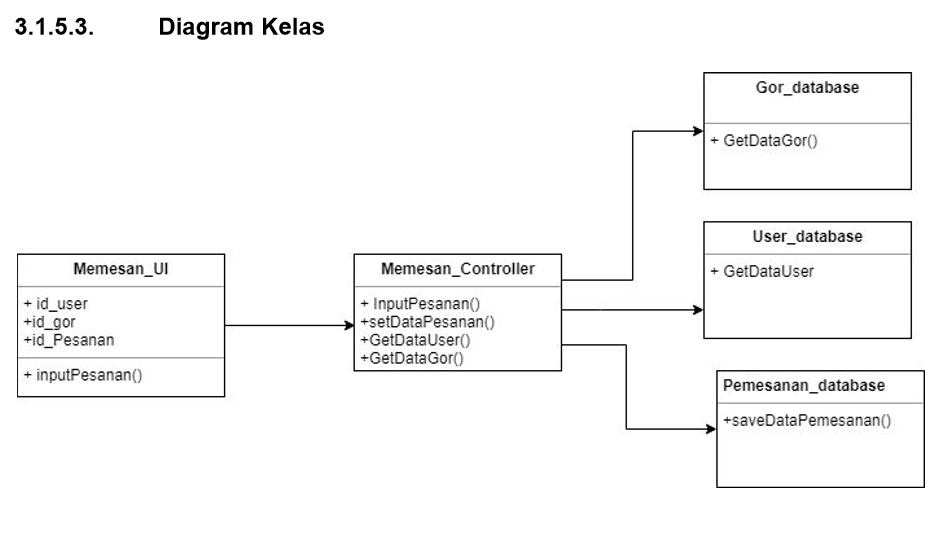 3.1.5.3. Diagram Kelas
Gor_database
+ GetDataGor()
User_database
+ GetDataUser
Memesan_UI
+ id_user
+id_gor
+id_Pesanan
+ inputPesanan()
Memesan_Controller
+ InputPesanan()
+setDataPesanan()
+GetDataUser()
+GetDataGor()
Pemesanan_database
+saveDataPemesanan()